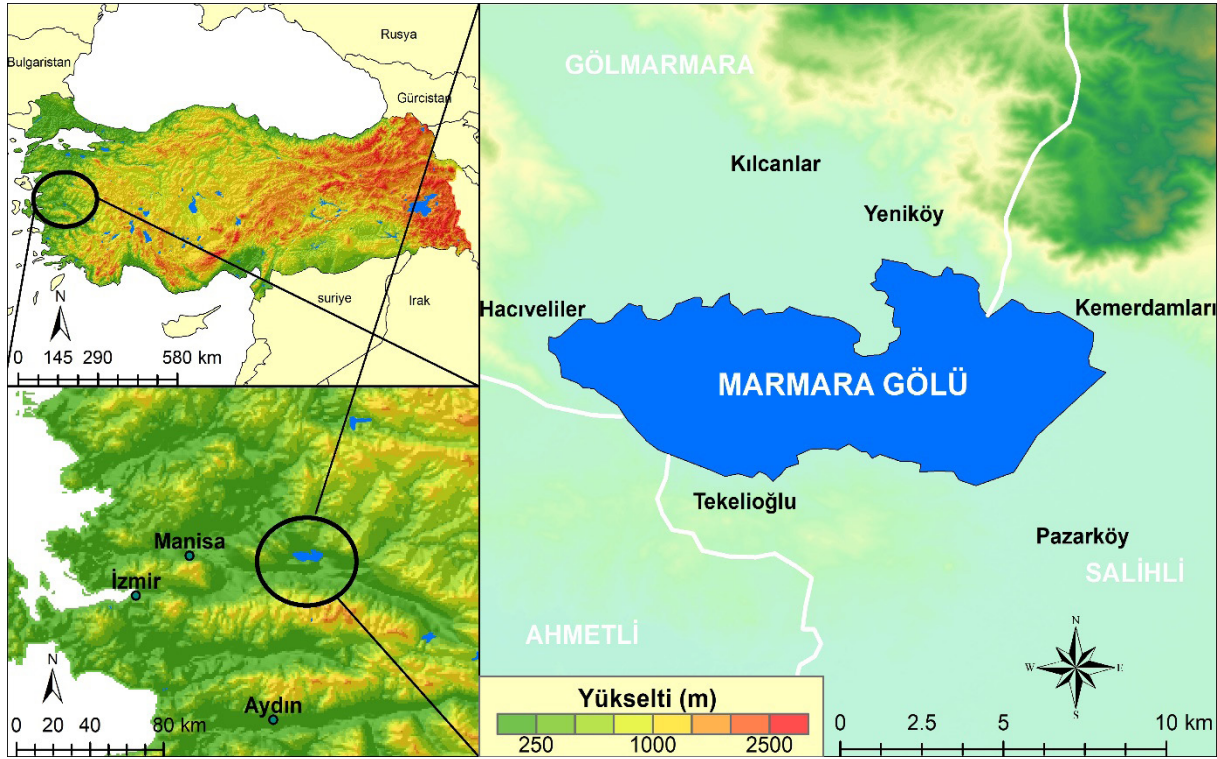 Rusya
Bulgaristan
Gürcistan
suriye
Irak
N
0 145 290 580 km
Manisa
İzmir
Aydın
N
0 20 40 80 km
GÖLMARMARA
Kılcanlar
Yeniköy
Hacıveliler
Kemerdamları
MARMARA GÖLÜ
Tekelioğlu
Pazarköy
SALİHLİ
AHMETLİ
N
W E
S
Yükselti (m)
250 1000 2500
0 2.5 5 10 km